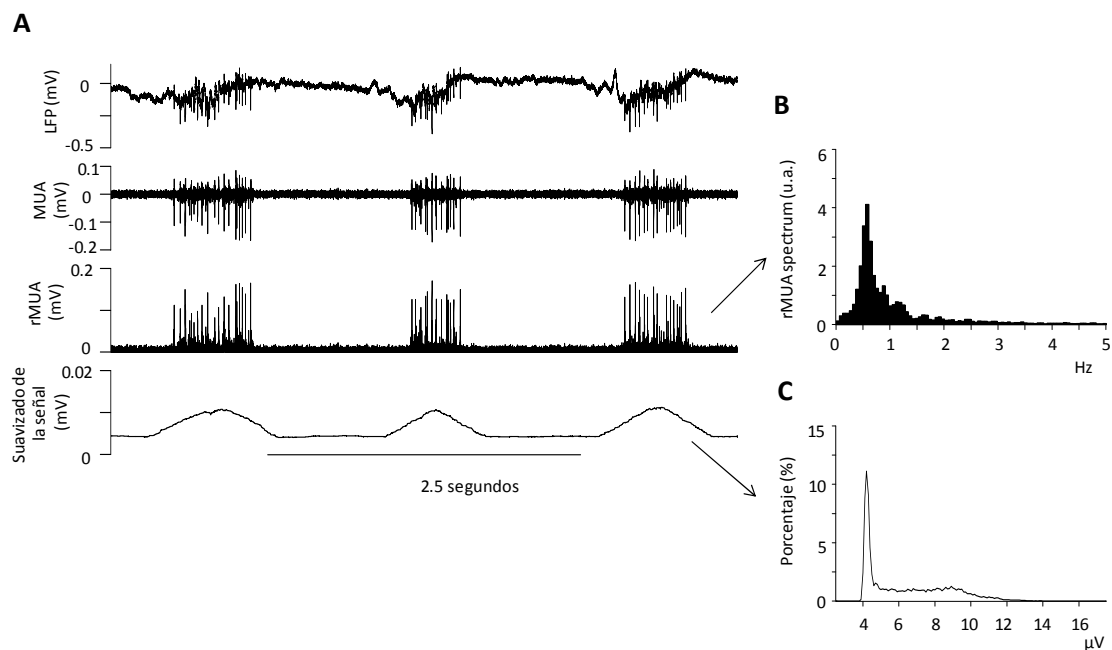 A
LFP (mV)
0
-0.5
MUA
(mV)
0.1
0
-0.1
-0.2
rMUA
(mV)
0.2
0
Suavizado de
la señal
(mV)
0.02
0
2.5 segundos
B
rMUA spectrum (u.a.)
6
4
2
0
0 1 2 3 4 5
Hz
C
Porcentaje (%)
15
10
5
0
4 6 8 10 12 14 16
µV